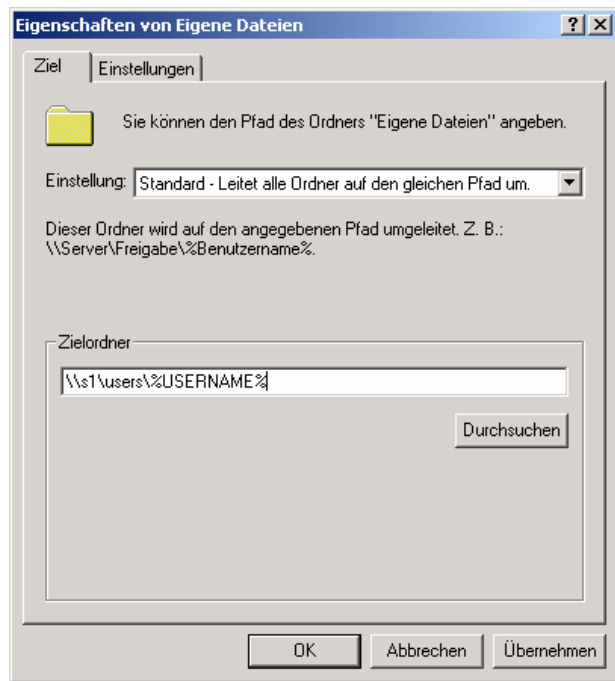 Eigenschaften von Eigene Dateien
Ziel
Einstellungen
Sie können den Pfad des Ordners "Eigene Dateien" angeben.
Einstellung: Standard - Leitet alle Ordner auf den gleichen Pfad um.
Dieser Ordner wird auf den angegebenen Pfad umgeleitet. Z. B.:
\\Server\Freigabe\%Benutzername%.
Zielordner
\\s1\users\%USERNAME%
Durchsuchen
OK
Abbrechen
Übernehmen